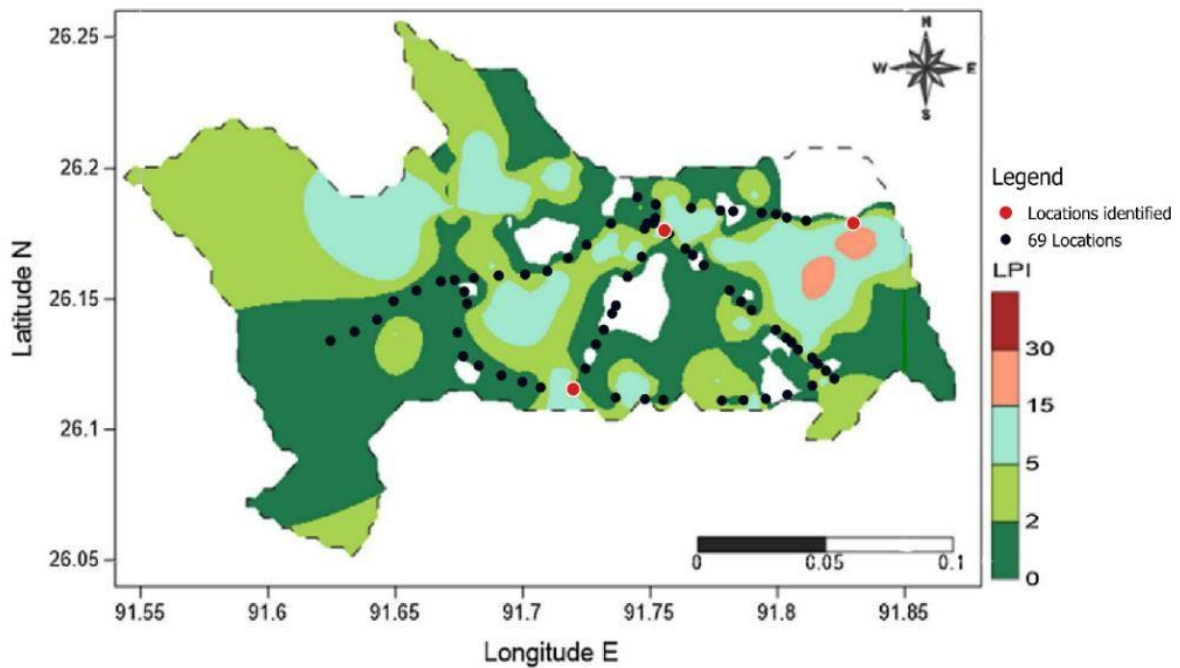 26.25
26.2
26.15
26.1
26.05
Latitude N
91.55 91.6 91.65 91.7 91.75 91.8 91.85
Longitude E
N
W E
S
0 0.05 0.1
Legend
Locations identified
69 Locations
LPI
30
15
5
2
0